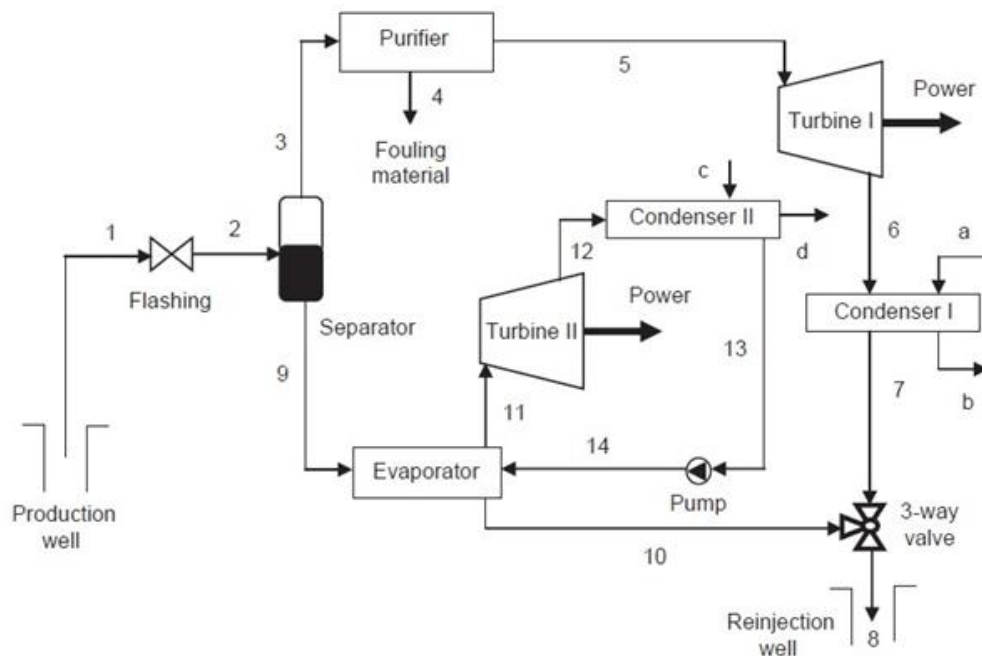 Purifier
5
4
Power
Turbine I
Fouling
material
3
c
Condenser II
1
2
6
a
12
d
Flashing
Power
Condenser I
Separator
Turbine II
9
13
7
b
11
14
Evaporator
Pump
3-way
valve
Production
well
10
Reinjection
well
8